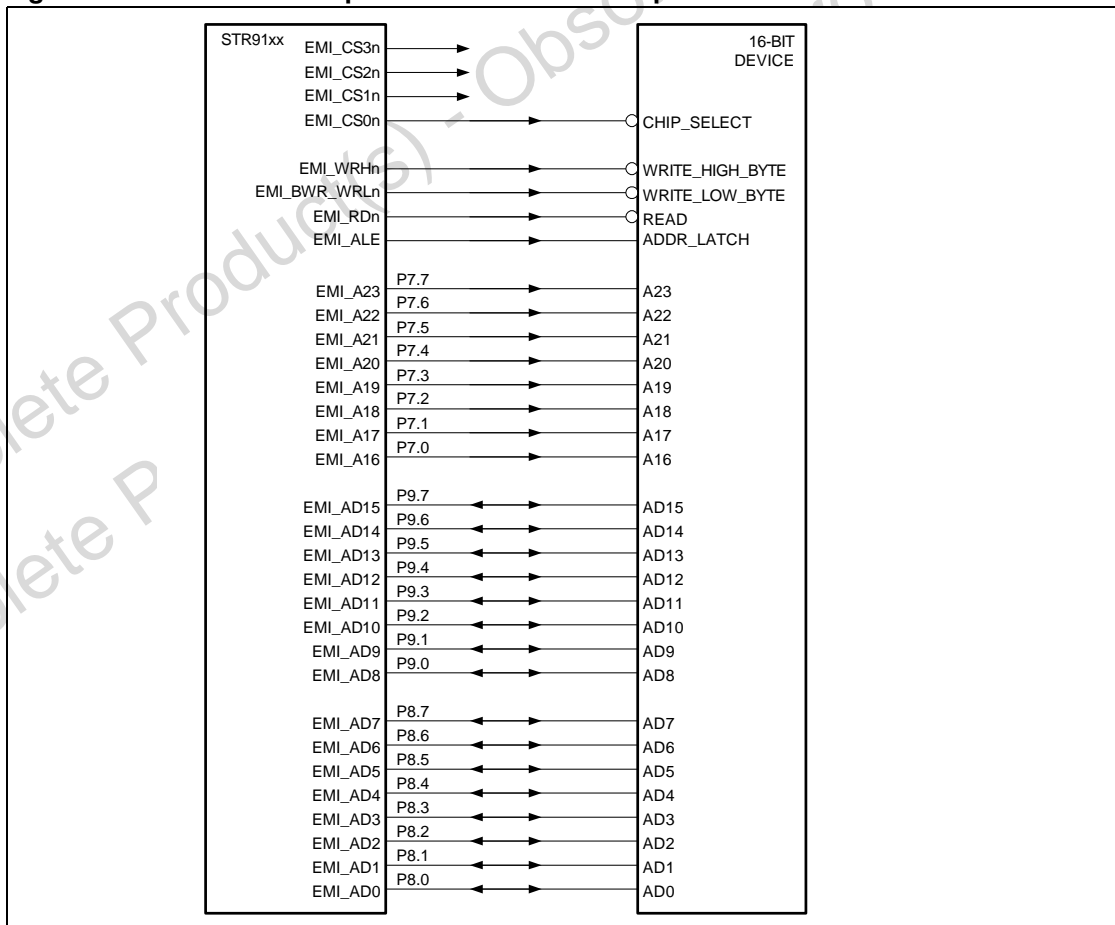 STR91xx
16-BIT
DEVICE
EMI_CS3n
EMI_CS2n
EMI_CS1n
EMI_CS0n CHIP_SELECT
EMI_WRHn WRITE_HIGH_BYTE
EMI_BWR_WRLn WRITE_LOW_BYTE
EMI_RDn READ
EMI_ALE ADDR_LATCH
EMI_A23 P7.7 A23
EMI_A22 P7.6 A22
EMI_A21 P7.5 A21
EMI_A20 P7.4 A20
EMI_A19 P7.3 A19
EMI_A18 P7.2 A18
EMI_A17 P7.1 A17
EMI_A16 P7.0 A16
EMI_AD15 P9.7 AD15
EMI_AD14 P9.6 AD14
EMI_AD13 P9.5 AD13
EMI_AD12 P9.4 AD12
EMI_AD11 P9.3 AD11
EMI_AD10 P9.2 AD10
EMI_AD9 P9.1 AD9
EMI_AD8 P9.0 AD8
EMI_AD7 P8.7 AD7
EMI_AD6 P8.6 AD6
EMI_AD5 P8.5 AD5
EMI_AD4 P8.4 AD4
EMI_AD3 P8.3 AD3
EMI_AD2 P8.2 AD2
EMI_AD1 P8.1 AD1
EMI_AD0 P8.0 AD0
lete Product(s) - Obso
lete P